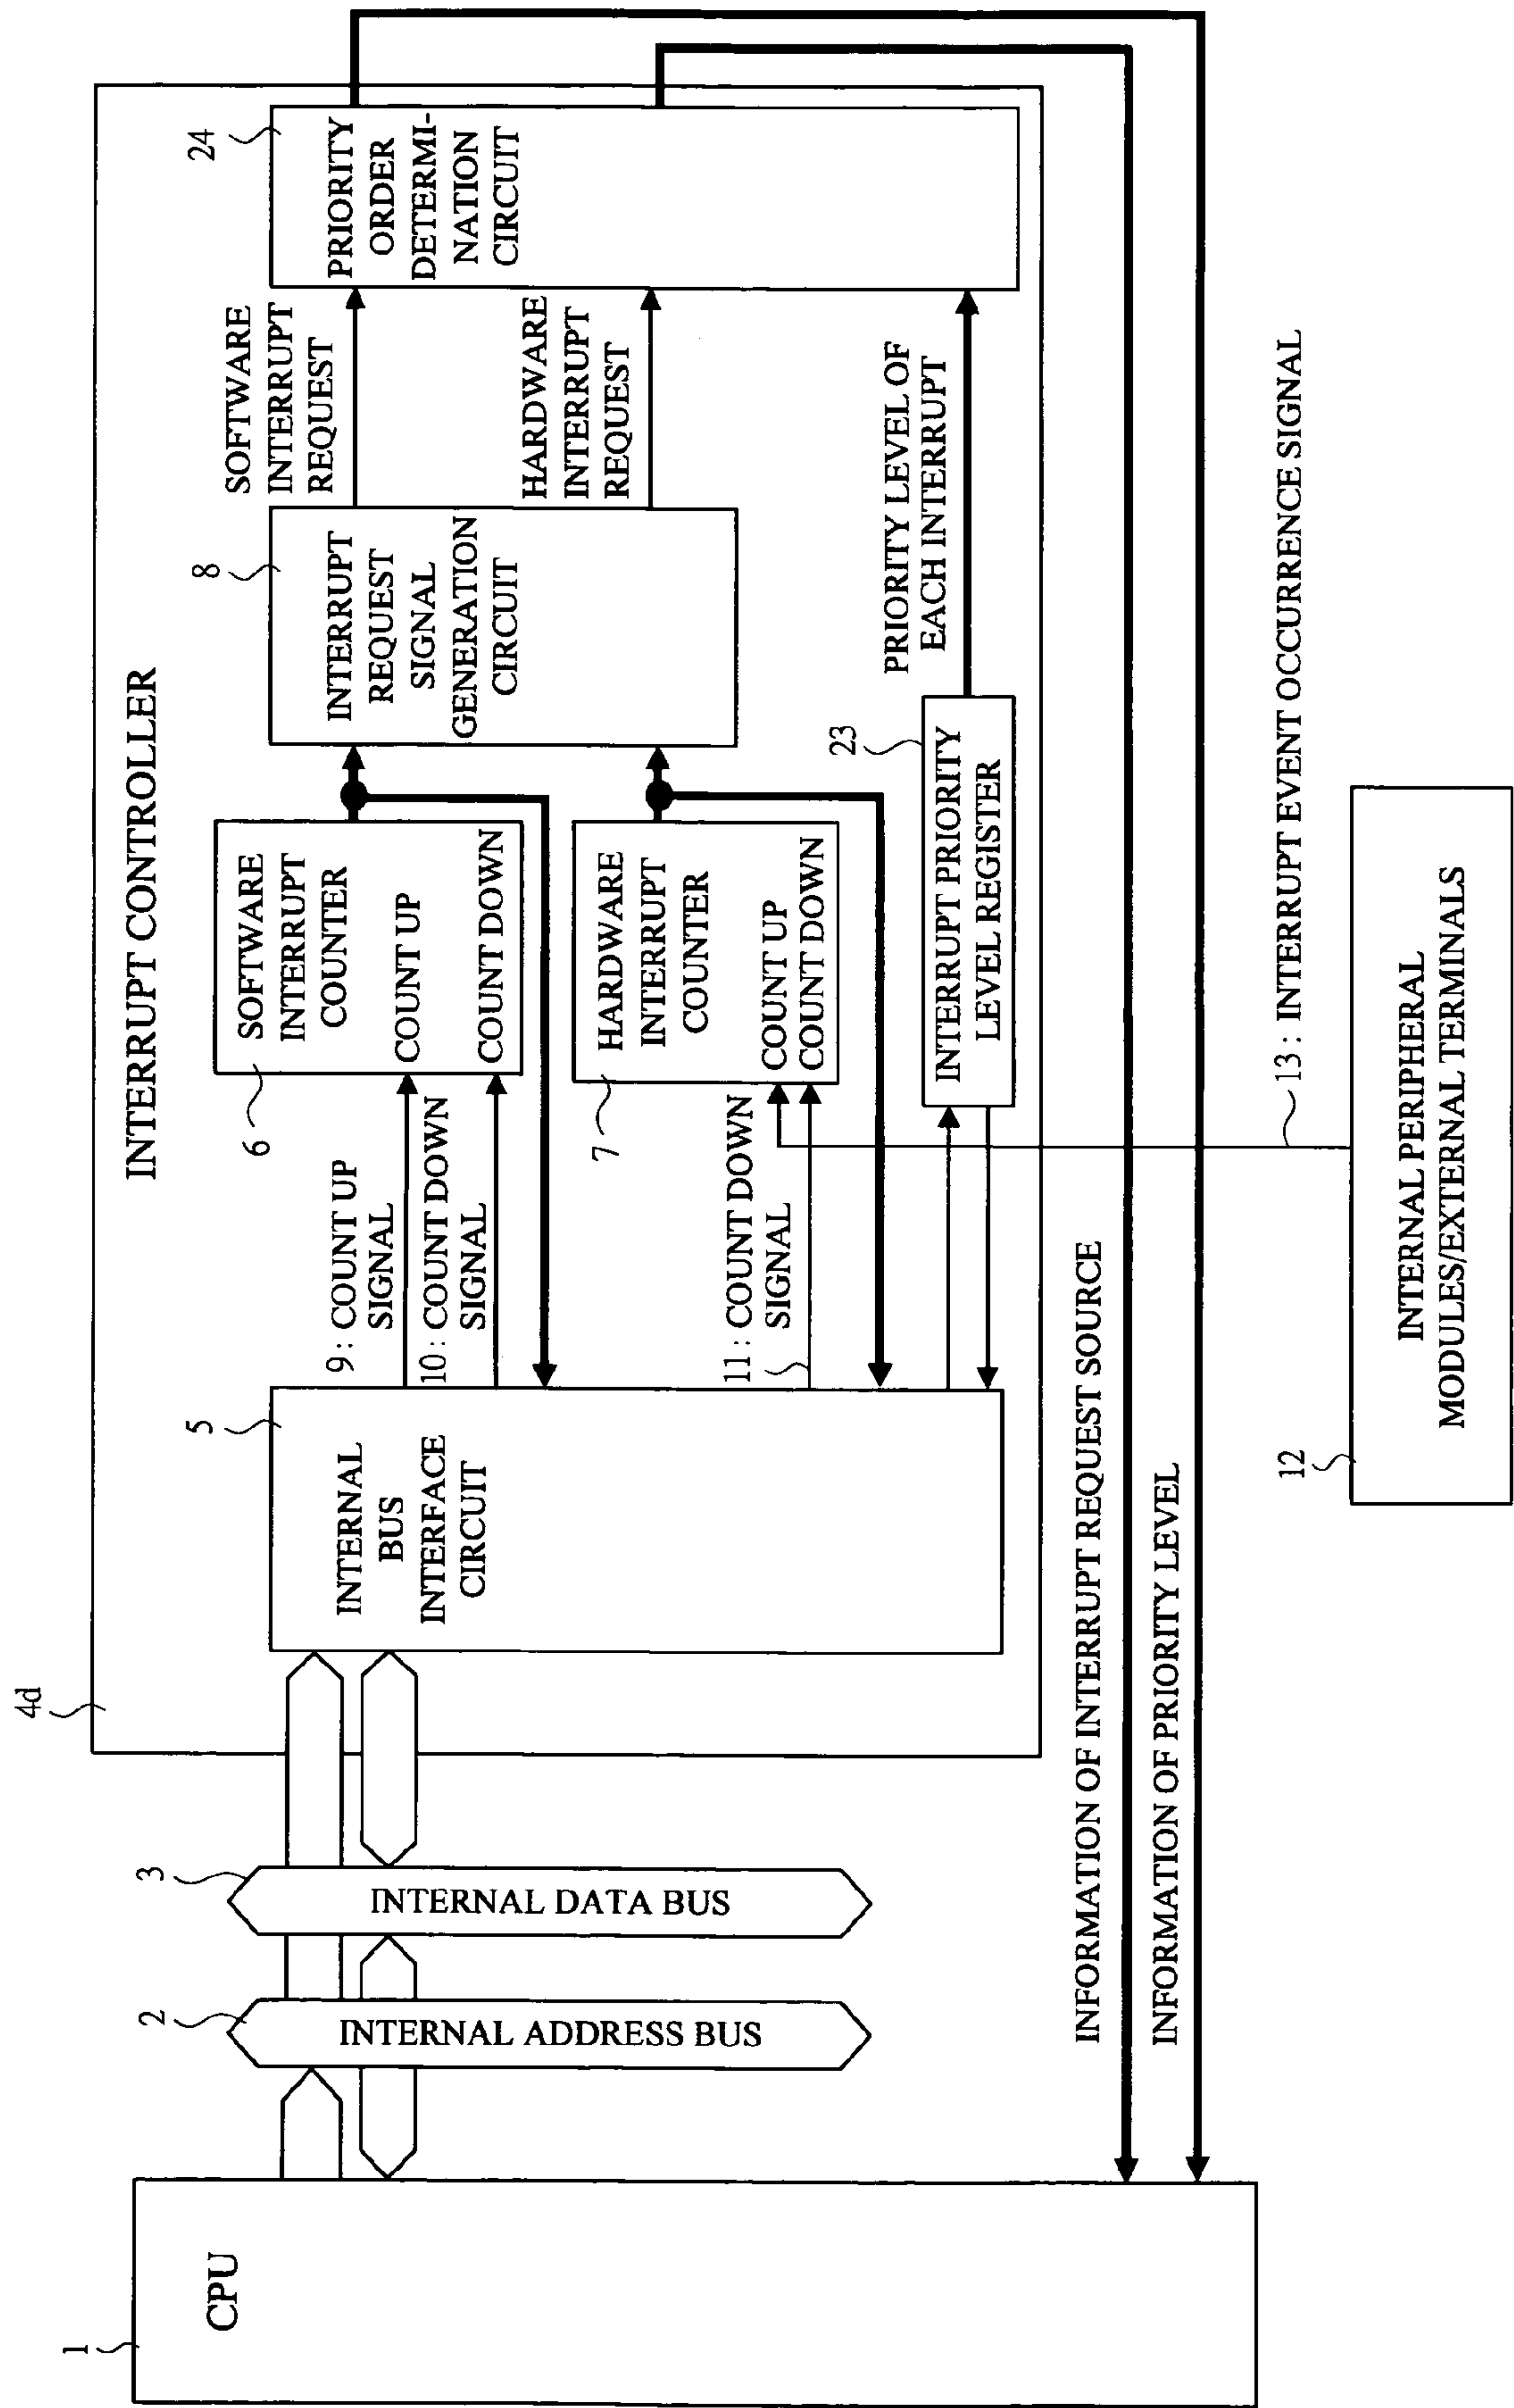 INTERRUPT CONTROLLER
4d
1
CPU
2
INTERNAL ADDRESS BUS
3
INTERNAL DATA BUS
5
INTERNAL
BUS
INTERFACE
CIRCUIT
9 : COUNT UP
SIGNAL
10 : COUNT DOWN
SIGNAL
11 : COUNT DOWN
SIGNAL
6
SOFTWARE
INTERRUPT
COUNTER
COUNT UP
COUNT DOWN
7
HARDWARE
INTERRUPT
COUNTER
COUNT UP
COUNT DOWN
23
INTERRUPT PRIORITY
LEVEL REGISTER
8
INTERRUPT
REQUEST
SIGNAL
GENERATION
CIRCUIT
SOFTWARE
INTERRUPT
REQUEST
HARDWARE
INTERRUPT
REQUEST
PRIORITY LEVEL OF
EACH INTERRUPT
24
PRIORITY
ORDER
DETERMI-
NATION
CIRCUIT
INFORMATION OF INTERRUPT REQUEST SOURCE
INFORMATION OF PRIORITY LEVEL
13 : INTERRUPT EVENT OCCURRENCE SIGNAL
12
INTERNAL PERIPHERAL
MODULES/EXTERNAL TERMINALS